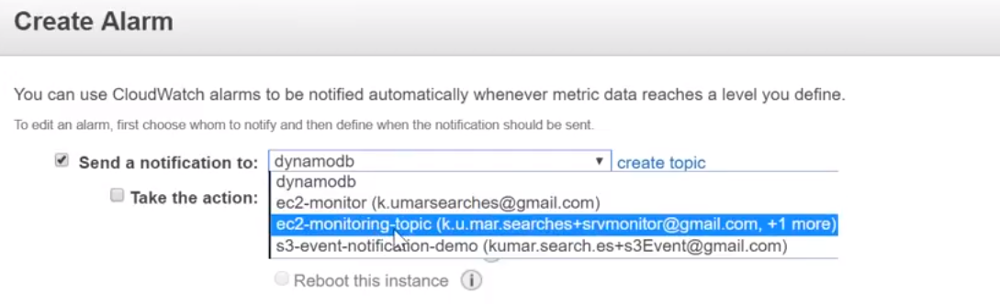 Create Alarm
You can use CloudWatch alarms to be notified automatically whenever metric data reaches a level you define.
To edit an alarm, first choose whom to notify and then define when the notification should be sent.
Send a notification to: dynamodb create topic
dynamodb
Take the action: ec2-monitor (k.umarsearches@gmail.com)
ec2-monitoring-topic (k.u.mar.searches+srvmonitor@gmail.com, +1 more)
s3-event-notification-demo (kumar.search.es+s3Event@gmail.com)
Reboot this instance i